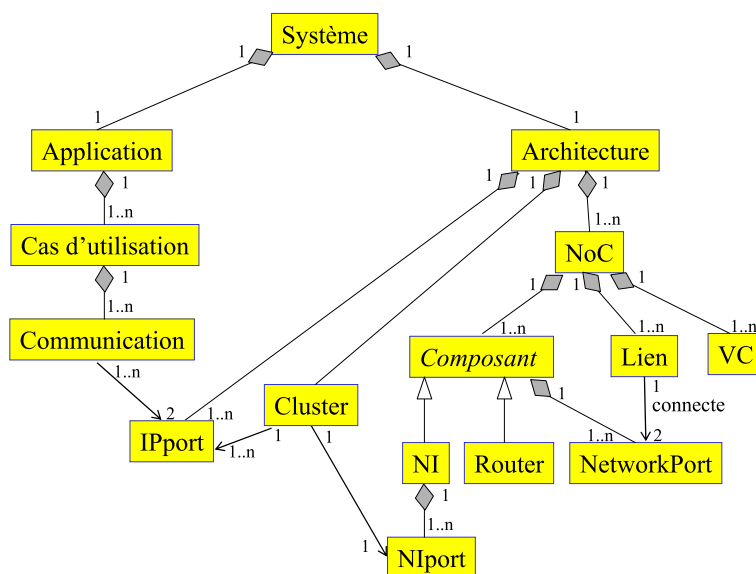 Système
1
1
1
1
Application
Architecture
1
1
1
1
1..n
1..n
Cas d’utilisation
NoC
1
1
1
1
1..n
1..n
1..n
1..n
Communication
Composant
Lien
VC
1..n
1
1
connecte
Cluster
2
1..n
1
1
1..n
1..n
2
IPport
NI
Router
NetworkPort
1
1..n
1
NIport